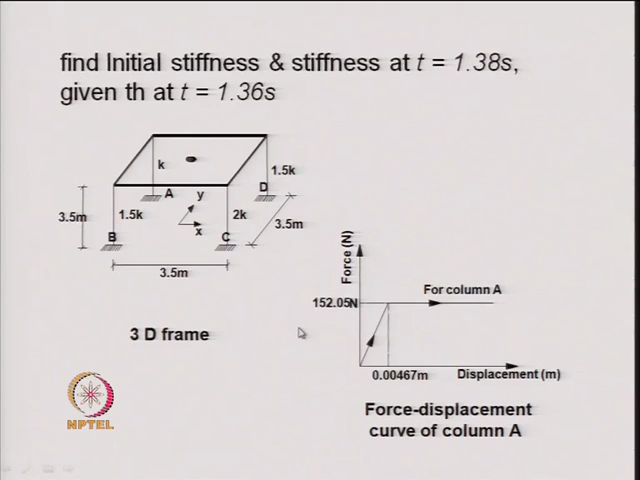 find Initial stiffness & stiffness at t = 1.38s,
given th at t = 1.36s
k
1.5k
A
y
D
3.5m
1.5k
2k
3.5m
x
B
C
3.5m
3 D frame
Force (N)
For column A
152.05N
0.00467m
Displacement (m)
Force-displacement
curve of column A
NPTEL